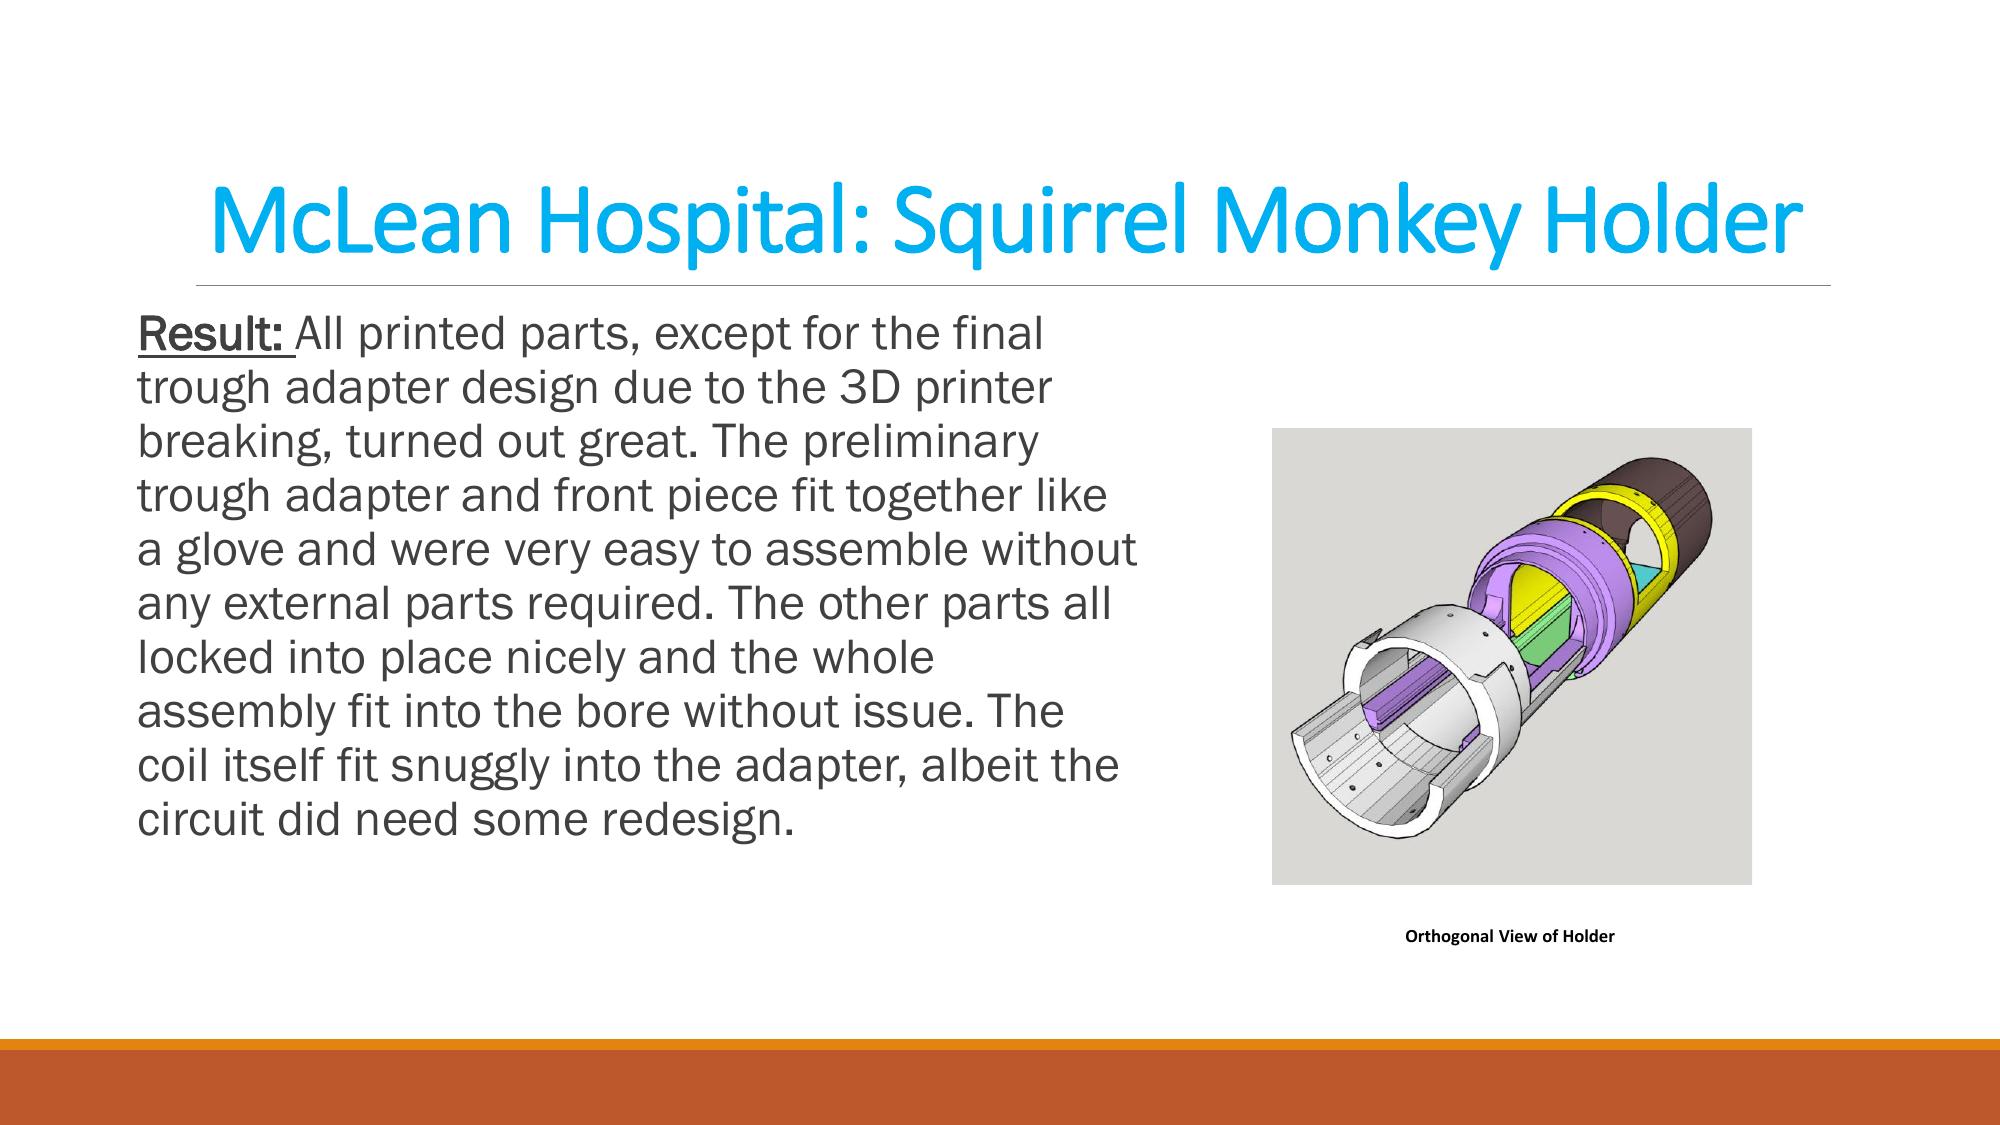 McLean Hospital: Squirrel Monkey Holder
Result: All printed parts, except for the final
trough adapter design due to the 3D printer
breaking, turned out great. The preliminary
trough adapter and front piece fit together like
a glove and were very easy to assemble without
any external parts required. The other parts all
locked into place nicely and the whole
assembly fit into the bore without issue. The
coil itself fit snuggly into the adapter, albeit the
circuit did need some redesign.
Orthogonal View of Holder